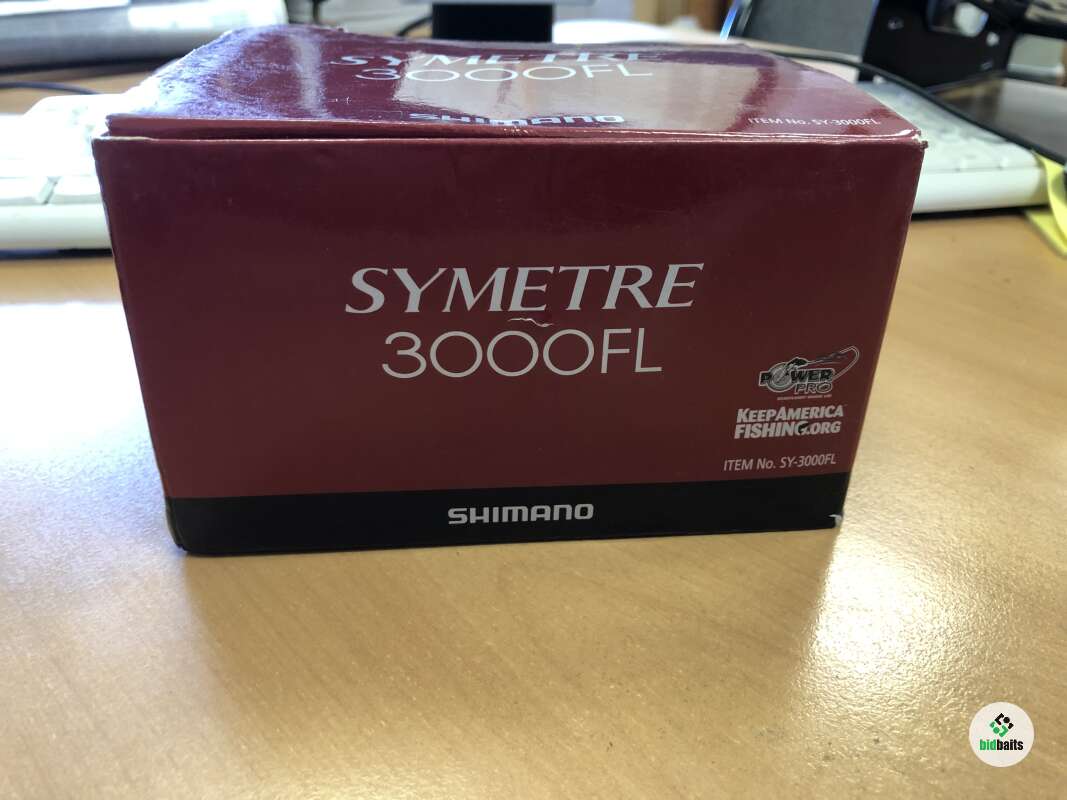 SYMETRE
3000FL
SHIMANO
ITEM No. SY-3000FL
SYMETRE
3000FL
POWER
PRO
KEEPAMERICA
FISHING.ORG
ITEM No. SY-3000FL
SHIMANO
bidbaits